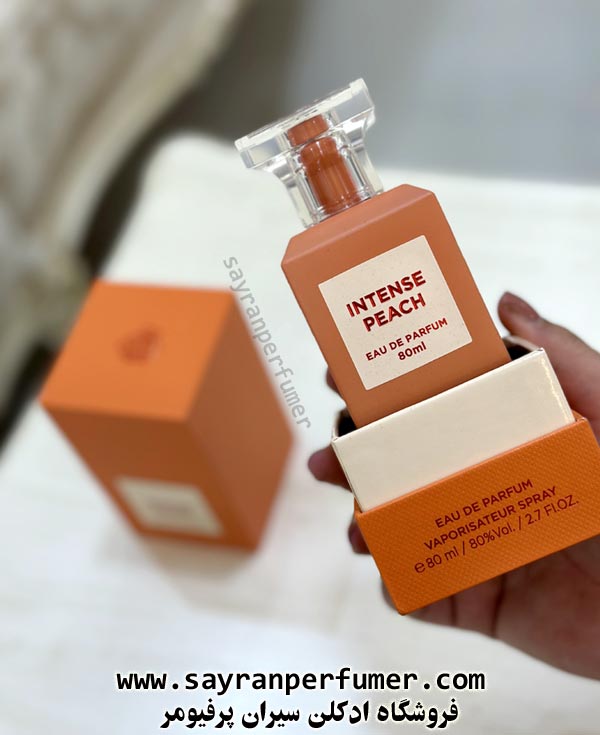 INTENSE
PEACH
EAU DE PARFUM
80ml
sayranperfumer
EAU DE PARFUM
VAPORISATEUR SPRAY
℮ 80 ml / 80%Vol. / 2.7 FL.OZ.
www.sayranperfumer.com
فروشگاه ادکلن سیران پرفیومر